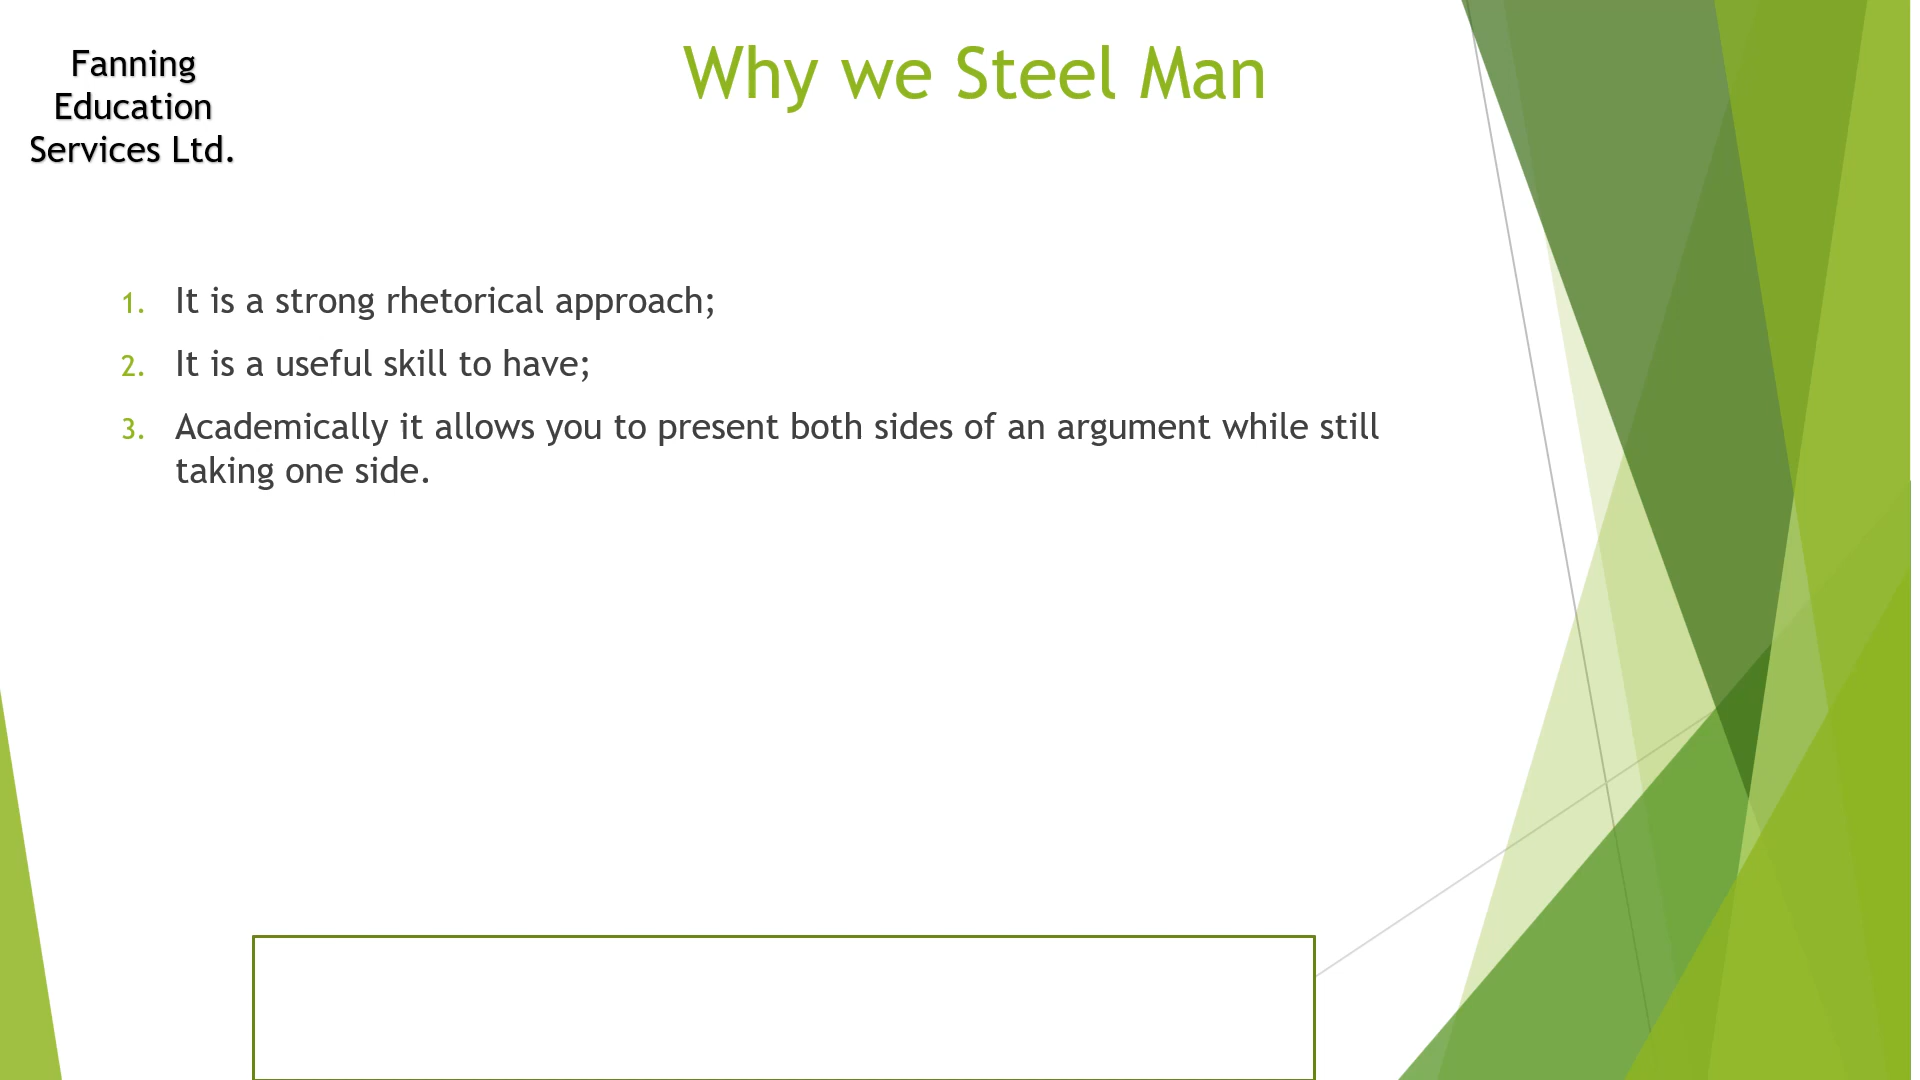 Fanning
Education
Services Ltd.
Why we Steel Man
1. It is a strong rhetorical approach;
2. It is a useful skill to have;
3. Academically it allows you to present both sides of an argument while still
taking one side.